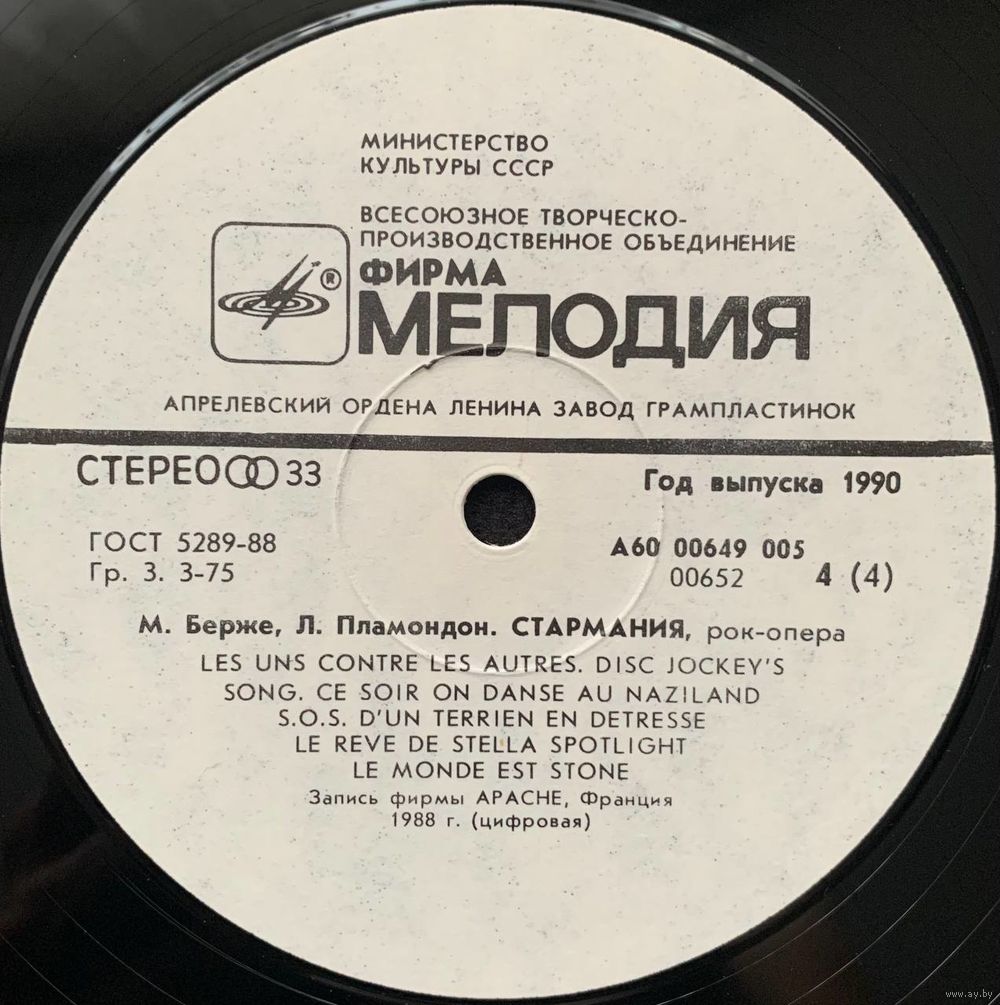 МИНИСТЕРСТВО
КУЛЬТУРЫ СССР
ВСЕСОЮЗНОЕ ТВОРЧЕСКО-
ПРОИЗВОДСТВЕННОЕ ОБЪЕДИНЕНИЕ
®
ФИРМА
МЕЛОДИЯ
АПРЕЛЕВСКИЙ ОРДЕНА ЛЕНИНА ЗАВОД ГРАМПЛАСТИНОК
СТЕРЕО 33
Год выпуска 1990
ГОСТ 5289-88
Гр. 3. 3-75
А60 00649 005
00652 4 (4)
М. Берже, Л. Пламондон. СТАРМАНИЯ, рок-опера
LES UNS CONTRE LES AUTRES. DISC JOCKEY'S
SONG. CE SOIR ON DANSE AU NAZILAND
S.O.S. D'UN TERRIEN EN DETRESSE
LE REVE DE STELLA SPOTLIGHT
LE MONDE EST STONE
Запись фирмы APACHE, Франция
1988 г. (цифровая)
www.ay.by